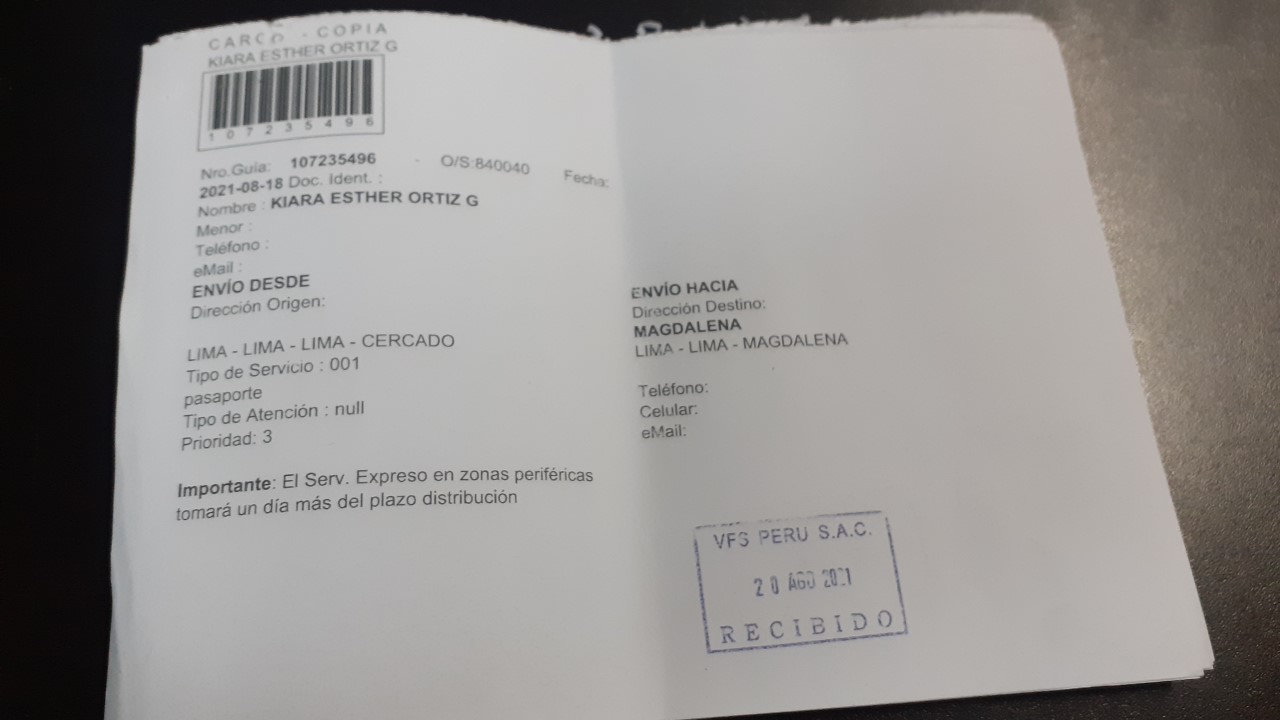 CARGO - COPIA
KIARA ESTHER ORTIZ G
107235496
Nro.Guia: 107235496 - O/S:840040 Fecha:
2021-08-18 Doc. Ident. :
Nombre : KIARA ESTHER ORTIZ G
Menor :
Teléfono :
eMail :
ENVÍO DESDE
Dirección Origen:
LIMA - LIMA - LIMA - CERCADO
Tipo de Servicio : 001
pasaporte
Tipo de Atención : null
Prioridad: 3
Importante: El Serv. Expreso en zonas periféricas
tomará un día más del plazo distribución
ENVÍO HACIA
Dirección Destino:
MAGDALENA
LIMA - LIMA - MAGDALENA
Teléfono:
Celular:
eMail:
VFS PERU S.A.C.
20 AGO 2021
RECIBIDO